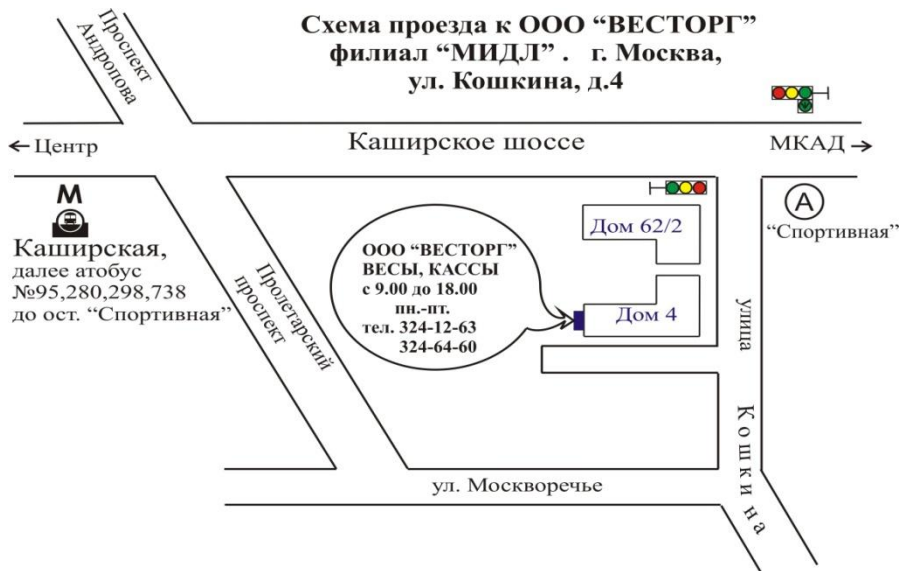 Схема проезда к ООО “ВЕСТОРГ”
филиал “МИДЛ” . г. Москва,
ул. Кошкина, д.4
Проспект
Андропова
← Центр
Каширское шоссе
МКАД →
М
Каширская,
далее атобус
№95,280,298,738
до ост. “Спортивная”
Пролетарский
проспект
ООО “ВЕСТОРГ”
ВЕСЫ, КАССЫ
с 9.00 до 18.00
пн.-пт.
тел. 324-12-63
324-64-60
Дом 62/2
Дом 4
А
“Спортивная”
улица Кошкина
ул. Москворечье